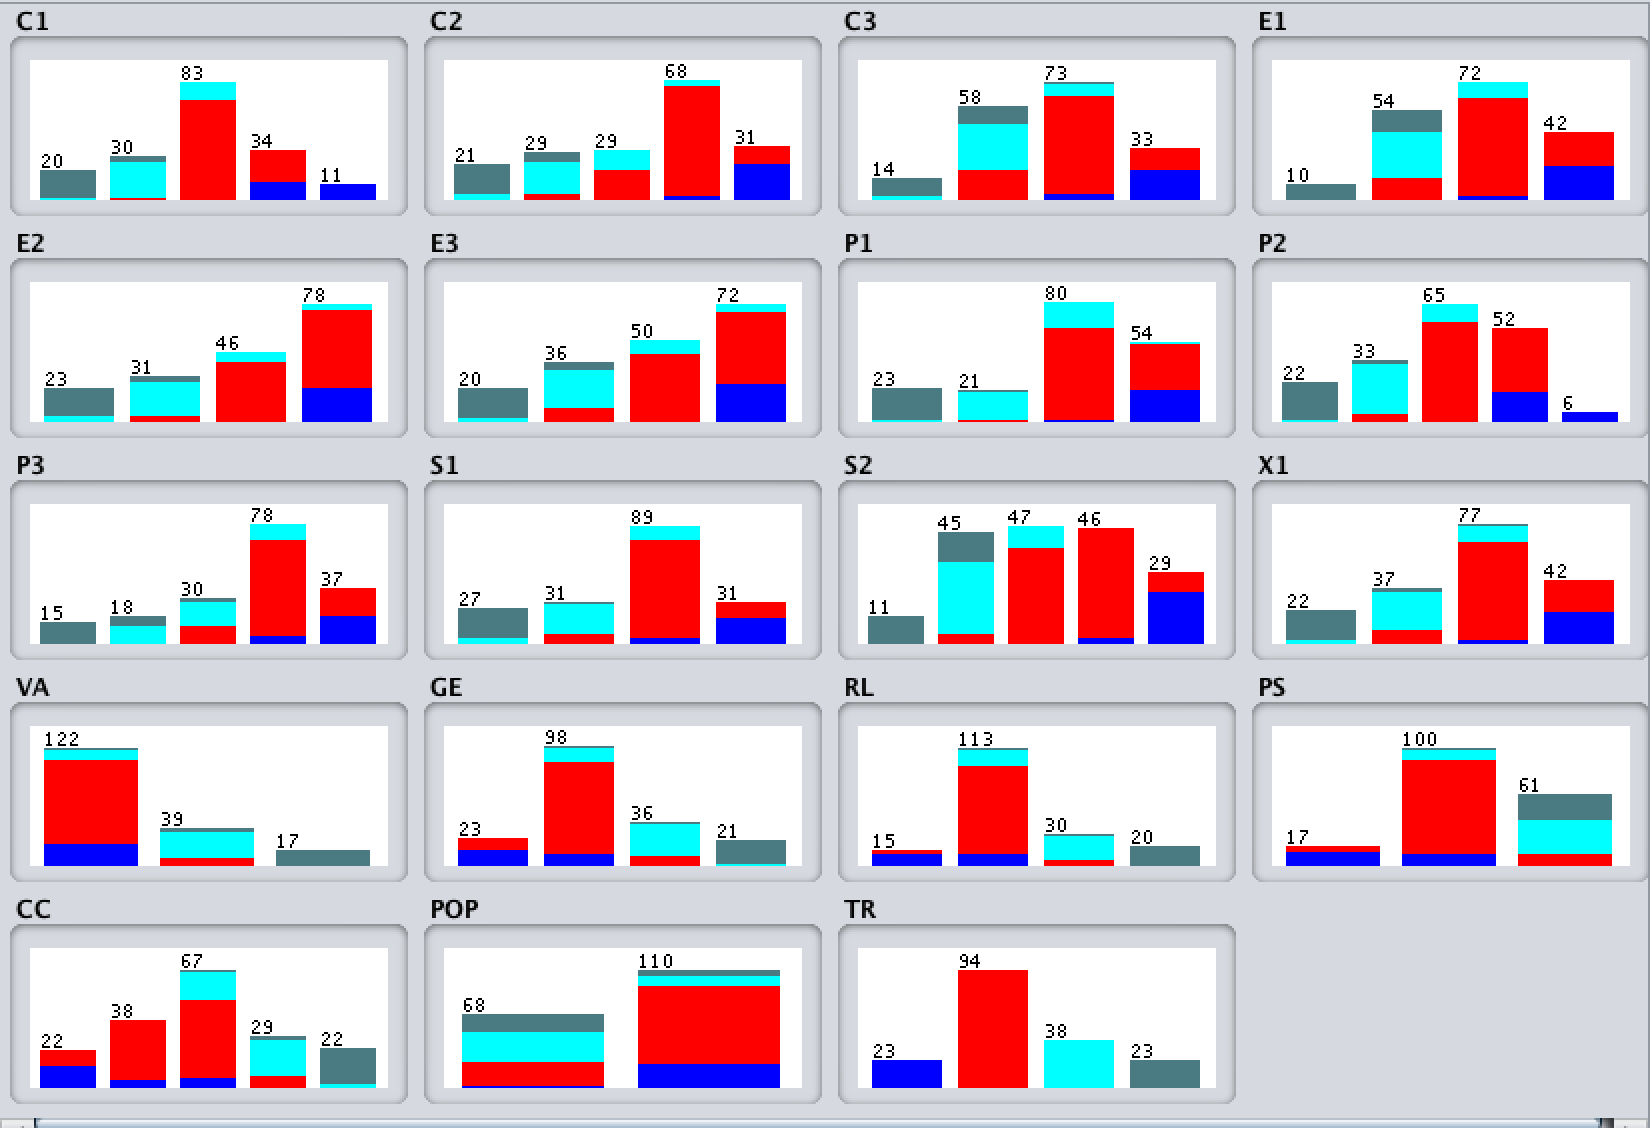 C1 C2 C3 E1
20 30 83 34 11
21 29 29 68 31
14 58 73 33
10 54 72 42
E2 E3 P1 P2
23 31 46 78
20 36 50 72
23 21 80 54
22 33 65 52 6
P3 S1 S2 X1
15 18 30 78 37
27 31 89 31
11 45 47 46 29
22 37 77 42
VA GE RL PS
122 39 17
23 98 36 21
15 113 30 20
17 100 61
CC POP TR
22 38 67 29 22
68 110
23 94 38 23